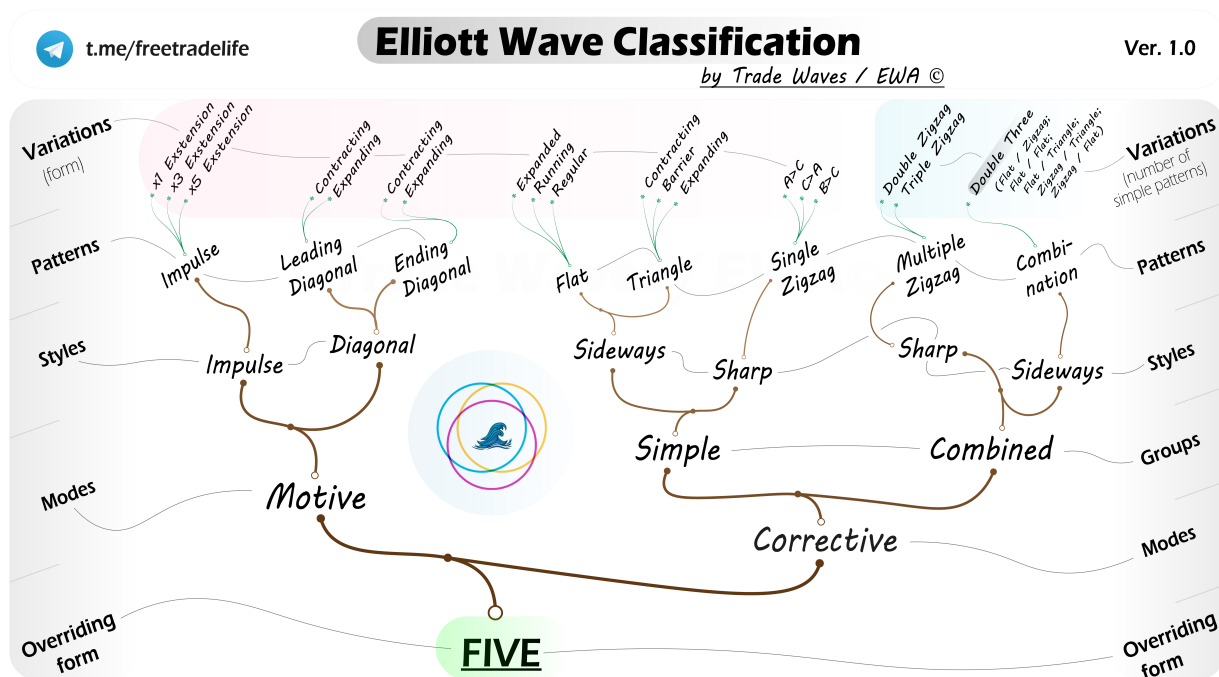 t.me/freetradelife
Elliott Wave Classification
by Trade Waves / EWA ©
Ver. 1.0
Variations
(form)
x1 Exstension
x3 Exstension
x5 Exstension
Contracting
Expanding
Contracting
Expanding
Expanded
Running
Regular
Contracting
Barrier
Expanding
A>C
C>A
B>C
Double Zigzag
Triple Zigzag
Double Three
(Flat / Zigzag;
Flat / Flat;
Flat / Triangle;
Zigzag / Triangle;
Zigzag / Flat)
Variations
(number of
simple patterns)
Patterns
Impulse
Leading
Diagonal
Ending
Diagonal
Flat
Triangle
Single
Zigzag
Multiple
Zigzag
Combi-
nation
Patterns
Styles
Impulse
Diagonal
Sideways
Sharp
Sharp
Sideways
Styles
Simple
Combined
Groups
Modes
Motive
Corrective
Modes
Overriding
form
FIVE
Overriding
form